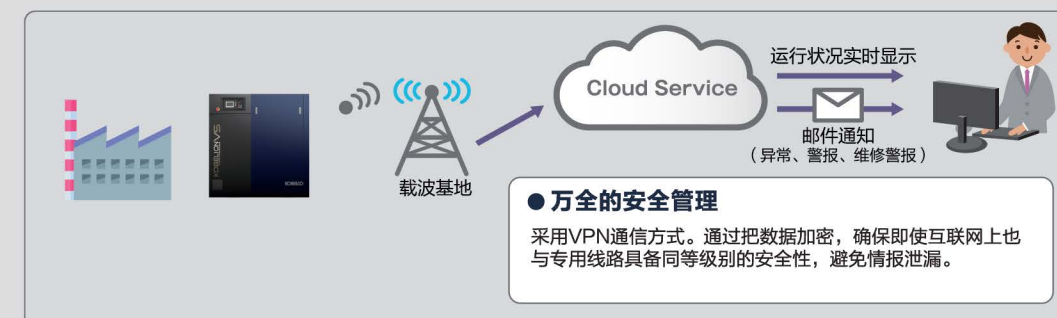 Cloud Service
运行状况实时显示
邮件通知
（异常、警报、维修警报）
载波基地
KOBELCO
●万全的安全管理
采用VPN通信方式。通过把数据加密，确保即使互联网上也
与专用线路具备同等级别的安全性，避免情报泄漏。